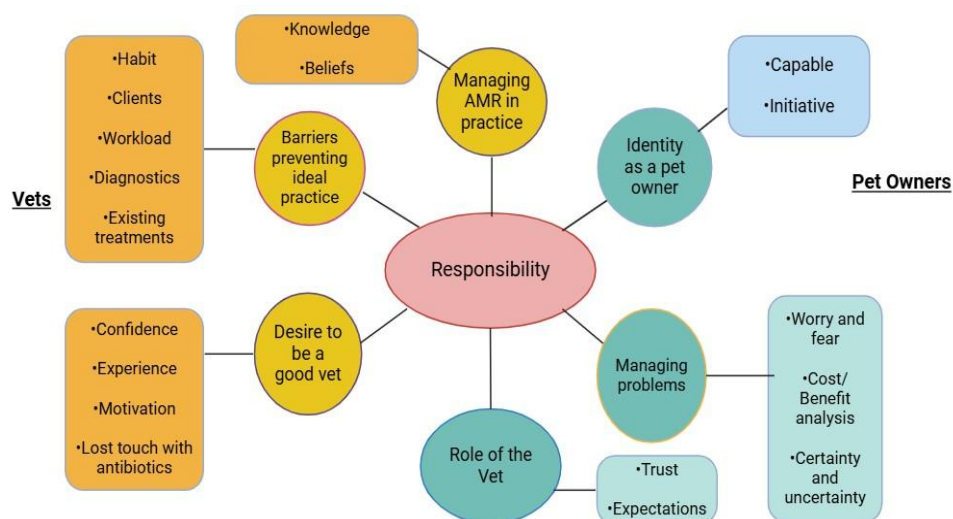 Vets
•Habit
•Clients
•Workload
•Diagnostics
•Existing
treatments
Barriers
preventing
ideal
practice
•Knowledge
•Beliefs
Managing
AMR in
practice
•Confidence
•Experience
•Motivation
•Lost touch with
antibiotics
Desire to
be a
good vet
Responsibility
Identity
as a pet
owner
•Capable
•Initiative
Pet Owners
Managing
problems
•Worry and
fear
•Cost/
Benefit
analysis
•Certainty
and
uncertainty
Role of the
Vet
•Trust
•Expectations